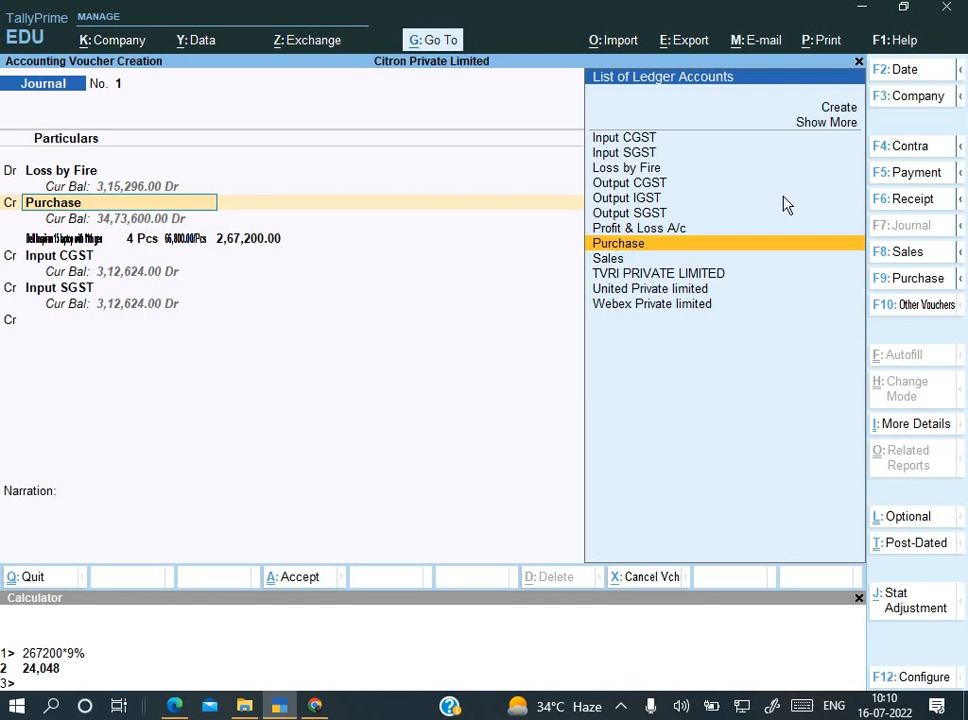 TallyPrime MANAGE
EDU K: Company Y: Data Z: Exchange G: Go To O: Import E: Export M: E-mail P: Print F1: Help
Accounting Voucher Creation Citron Private Limited
Journal No. 1
Particulars
Dr Loss by Fire
Cur Bal: 3,15,296.00 Dr
Cr Purchase
Cur Bal: 34,73,600.00 Dr
4 Pcs 66,800.00/Pcs 2,67,200.00
Cr Input CGST
Cur Bal: 3,12,624.00 Dr
Cr Input SGST
Cur Bal: 3,12,624.00 Dr
Cr
Narration:
List of Ledger Accounts
Create
Show More
Input CGST
Input SGST
Loss by Fire
Output CGST
Output IGST
Output SGST
Profit & Loss A/c
Purchase
Sales
TVRI PRIVATE LIMITED
United Private limited
Webex Private limited
F2: Date
F3: Company
F4: Contra
F5: Payment
F6: Receipt
F7: Journal
F8: Sales
F9: Purchase
F10: Other Vouchers
F: Autofill
H: Change
Mode
I: More Details
O: Related
Reports
L: Optional
T: Post-Dated
J: Stat
Adjustment
F12: Configure
Q: Quit A: Accept D: Delete X: Cancel Vch
Calculator
1> 267200*9%
2 24,048
3>
34°C Haze ENG 10:10
16-07-2022